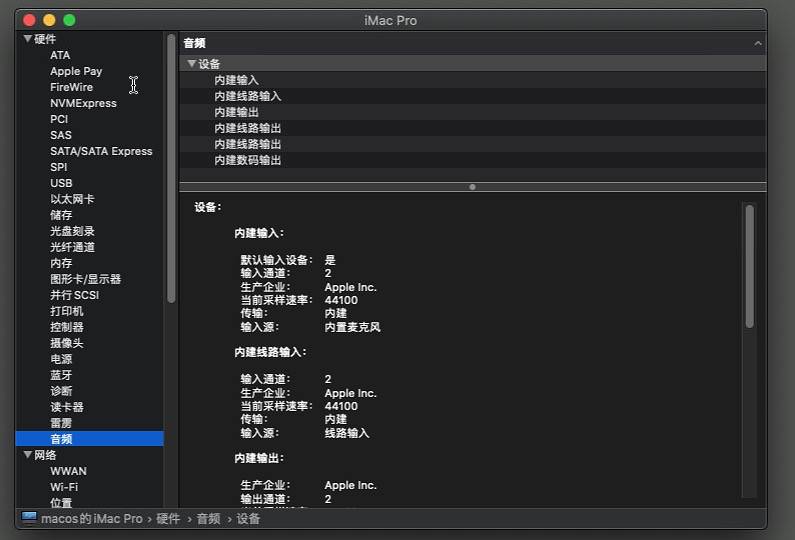 iMac Pro
硬件
ATA
Apple Pay
FireWire
NVMExpress
PCI
SAS
SATA/SATA Express
SPI
USB
以太网卡
储存
光盘刻录
光纤通道
内存
图形卡/显示器
并行 SCSI
打印机
控制器
摄像头
电源
蓝牙
诊断
读卡器
雷雳
音频
网络
WWAN
Wi-Fi
位置
音频
设备
内建输入
内建线路输入
内建输出
内建线路输出
内建线路输出
内建数码输出
设备：
内建输入：
默认输入设备： 是
输入通道： 2
生产企业： Apple Inc.
当前采样速率： 44100
传输： 内建
输入源： 内置麦克风
内建线路输入：
输入通道： 2
生产企业： Apple Inc.
当前采样速率： 44100
传输： 内建
输入源： 线路输入
内建输出：
生产企业： Apple Inc.
输出通道： 2
macos的 iMac Pro › 硬件 › 音频 › 设备